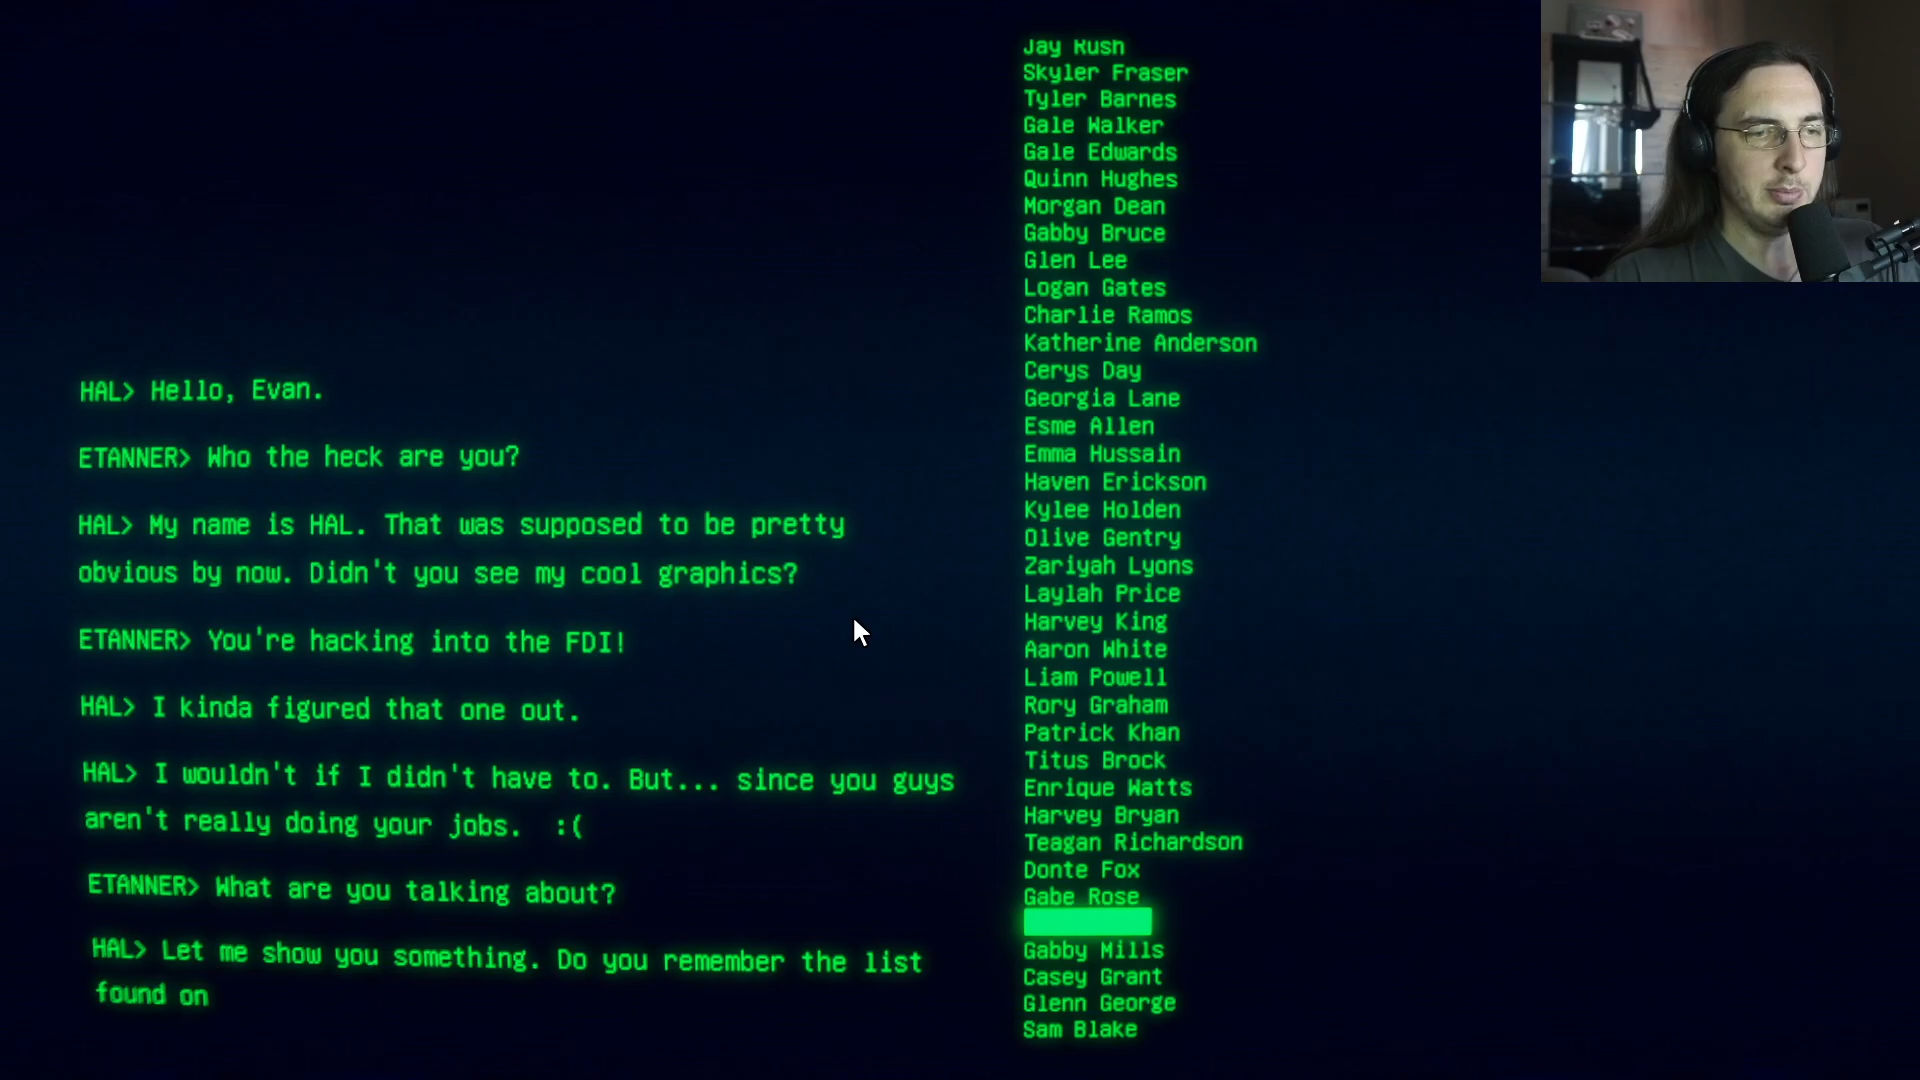 HAL> Hello, Evan.
ETANNER> Who the heck are you?
HAL> My name is HAL. That was supposed to be pretty
obvious by now. Didn't you see my cool graphics?
ETANNER> You're hacking into the FDI!
HAL> I kinda figured that one out.
HAL> I wouldn't if I didn't have to. But... since you guys
aren't really doing your jobs.  :(
ETANNER> What are you talking about?
HAL> Let me show you something. Do you remember the list
found on
Jay Rush
Skyler Fraser
Tyler Barnes
Gale Walker
Gale Edwards
Quinn Hughes
Morgan Dean
Gabby Bruce
Glen Lee
Logan Gates
Charlie Ramos
Katherine Anderson
Cerys Day
Georgia Lane
Esme Allen
Emma Hussain
Haven Erickson
Kylee Holden
Olive Gentry
Zariyah Lyons
Laylah Price
Harvey King
Aaron White
Liam Powell
Rory Graham
Patrick Khan
Titus Brock
Enrique Watts
Harvey Bryan
Teagan Richardson
Donte Fox
Gabe Rose
Gabby Mills
Casey Grant
Glenn George
Sam Blake